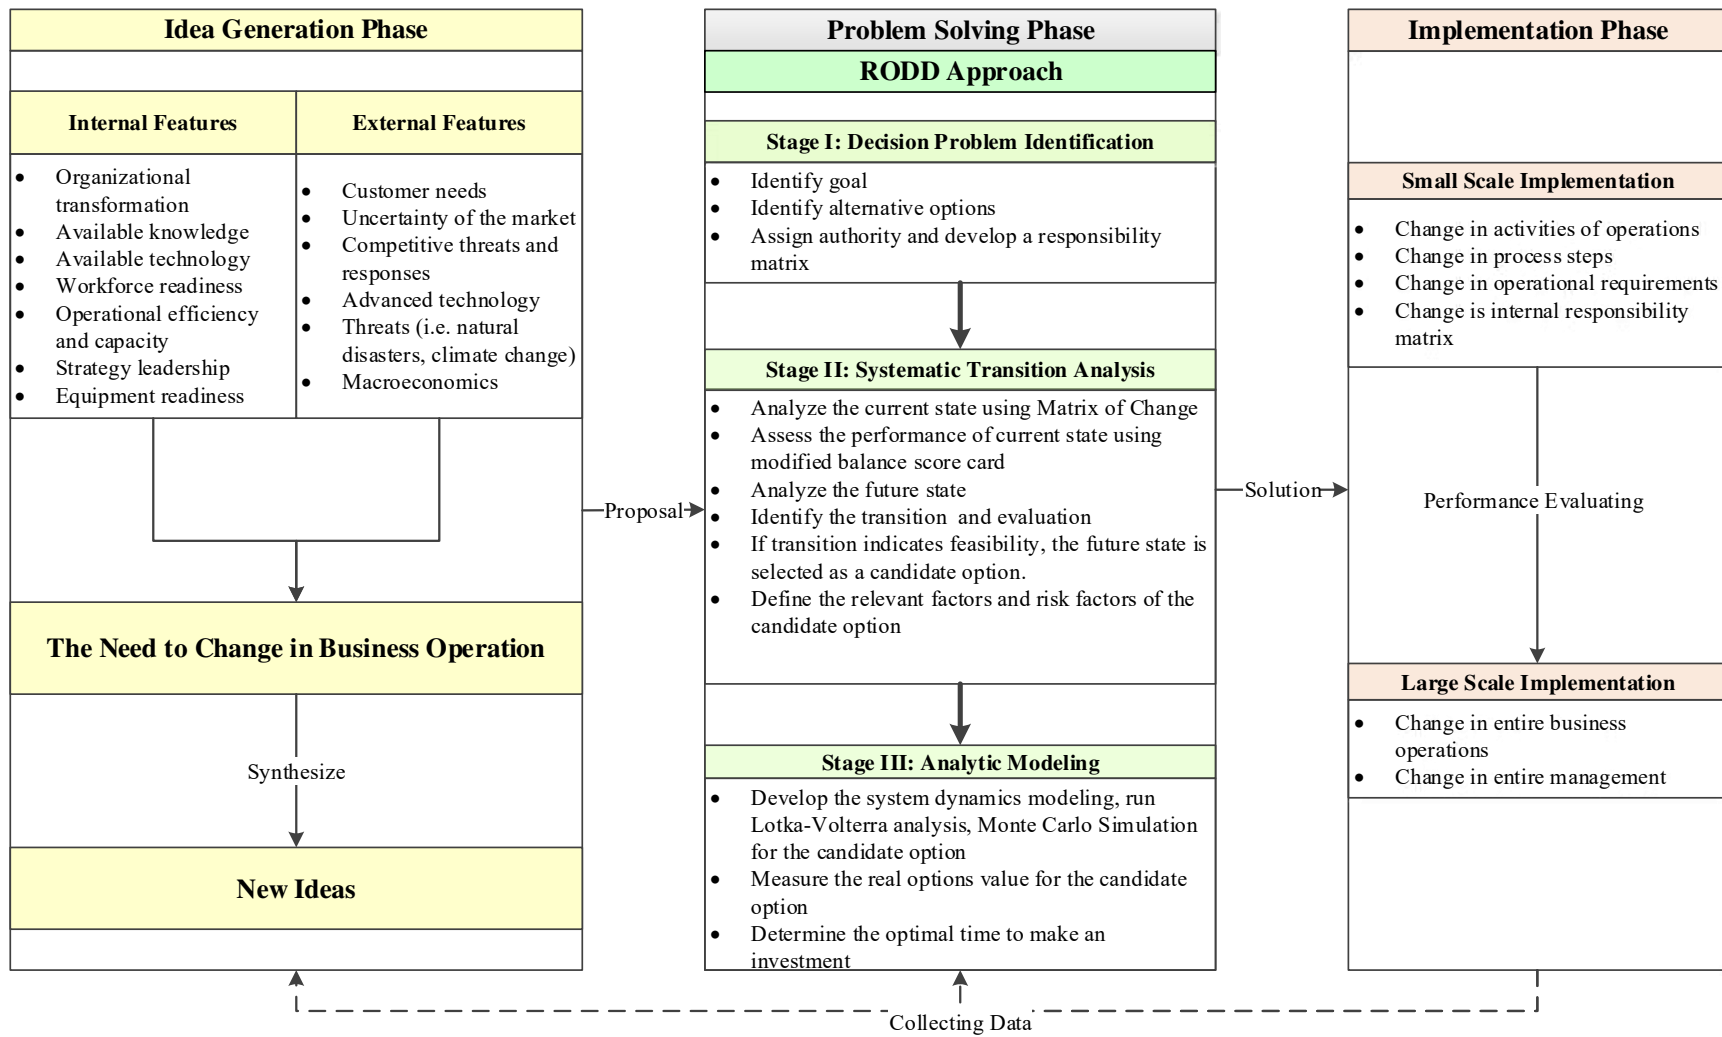 Idea Generation Phase
Internal Features
External Features
Organizational
transformation
Available knowledge
Available technology
Workforce readiness
Operational efficiency
and capacity
Strategy leadership
Equipment readiness
Customer needs
Uncertainty of the market
Competitive threats and
responses
Advanced technology
Threats (i.e. natural
disasters, climate change)
Macroeconomics
The Need to Change in Business Operation
Synthesize
New Ideas
Proposal
Problem Solving Phase
RODD Approach
Stage I: Decision Problem Identification
Identify goal
Identify alternative options
Assign authority and develop a responsibility
matrix
Stage II: Systematic Transition Analysis
Analyze the current state using Matrix of Change
Assess the performance of current state using
modified balance score card
Analyze the future state
Identify the transition and evaluation
If transition indicates feasibility, the future state is
selected as a candidate option.
Define the relevant factors and risk factors of the
candidate option
Stage III: Analytic Modeling
Develop the system dynamics modeling, run
Lotka-Volterra analysis, Monte Carlo Simulation
for the candidate option
Measure the real options value for the candidate
option
Determine the optimal time to make an
investment
Solution
Implementation Phase
Small Scale Implementation
Change in activities of operations
Change in process steps
Change in operational requirements
Change is internal responsibility
matrix
Performance Evaluating
Large Scale Implementation
Change in entire business
operations
Change in entire management
Collecting Data